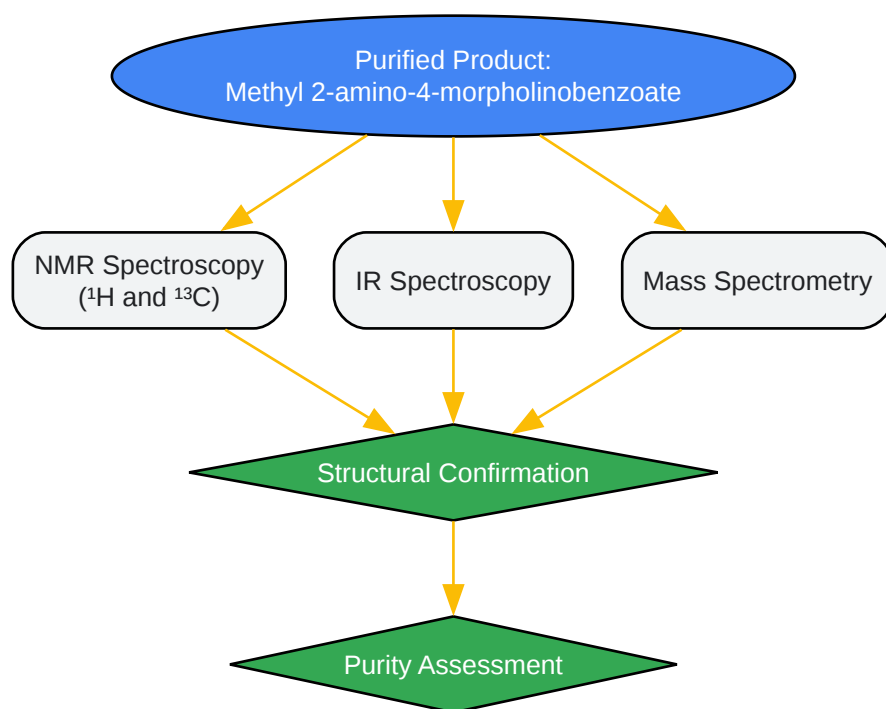 Purified Product:
Methyl 2-amino-4-morpholinobenzoate
NMR Spectroscopy
(¹H and ¹³C)
IR Spectroscopy
Mass Spectrometry
Structural Confirmation
Purity Assessment